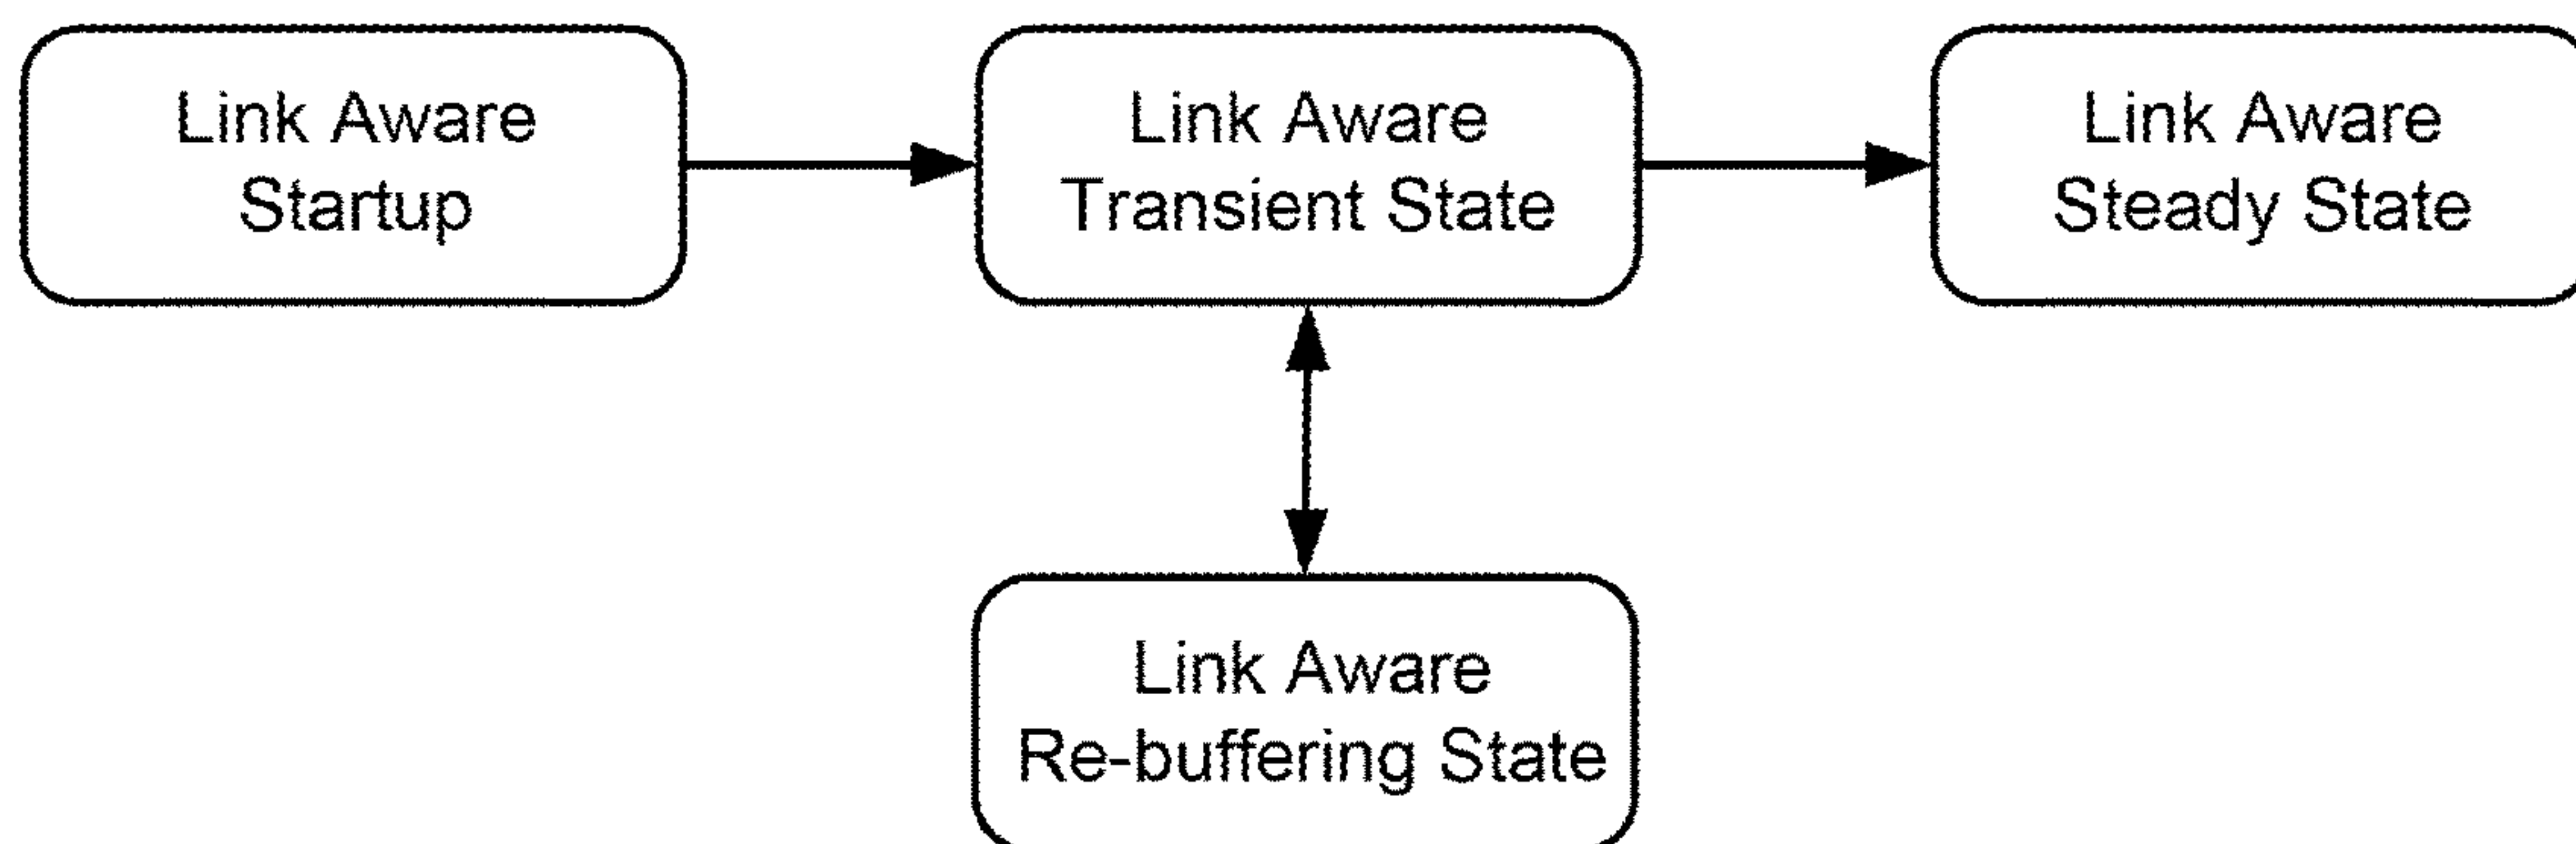 Link Aware
Startup
Link Aware
Transient State
Link Aware
Steady State
Link Aware
Re-buffering State